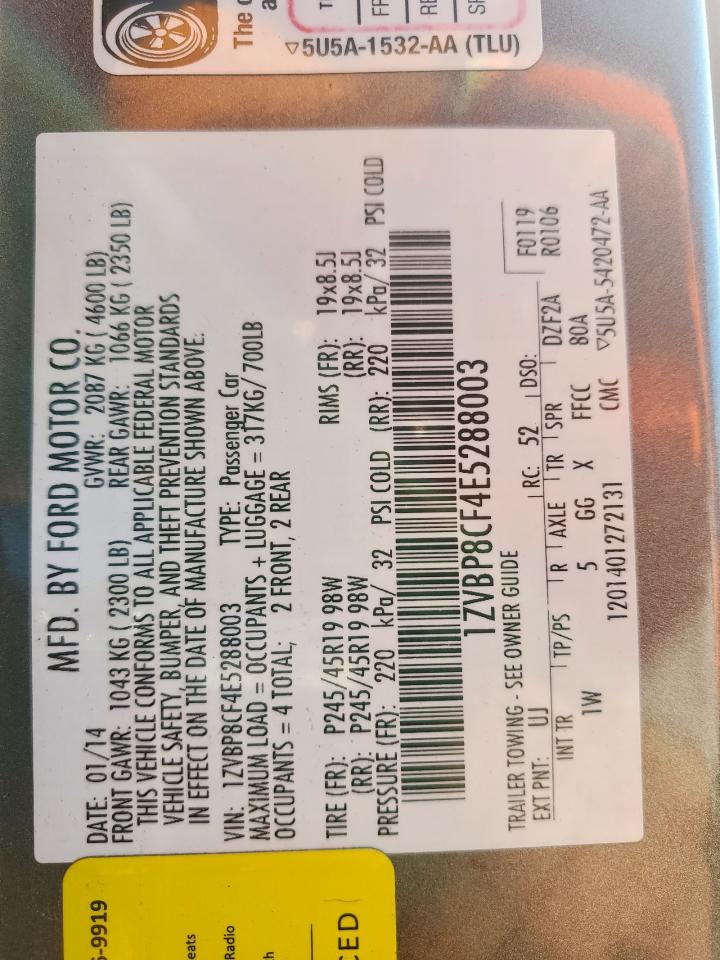 The c
a
5U5A-1532-AA (TLU)
MFD. BY FORD MOTOR CO.
DATE: 01/14 GVWR: 2087 KG ( 4600 LB)
FRONT GAWR: 1043 KG ( 2300 LB) REAR GAWR: 1066 KG ( 2350 LB)
THIS VEHICLE CONFORMS TO ALL APPLICABLE FEDERAL MOTOR
VEHICLE SAFETY, BUMPER, AND THEFT PREVENTION STANDARDS
IN EFFECT ON THE DATE OF MANUFACTURE SHOWN ABOVE.
VIN: 1ZVBP8CF4E5288003 TYPE: Passenger Car
MAXIMUM LOAD = OCCUPANTS + LUGGAGE = 317KG/ 700LB
OCCUPANTS = 4 TOTAL; 2 FRONT, 2 REAR
TIRE (FR): P245/45R19 98W RIMS (FR): 19x8.5J
(RR): P245/45R19 98W (RR): 19x8.5J
PRESSURE (FR): 220 kPa/ 32 PSI COLD (RR): 220 kPa/ 32 PSI COLD
1ZVBP8CF4E5288003
TRAILER TOWING - SEE OWNER GUIDE
EXT PNT: UJ RC: 52 DSO: F0119
INT TR TP/PS R AXLE TR SPR DZF2A R0106
1W 5 GG X FFCC 80A
1201401272131 CMC ▽5U5A-5420472-AA
-9919
eats
Radio
CED